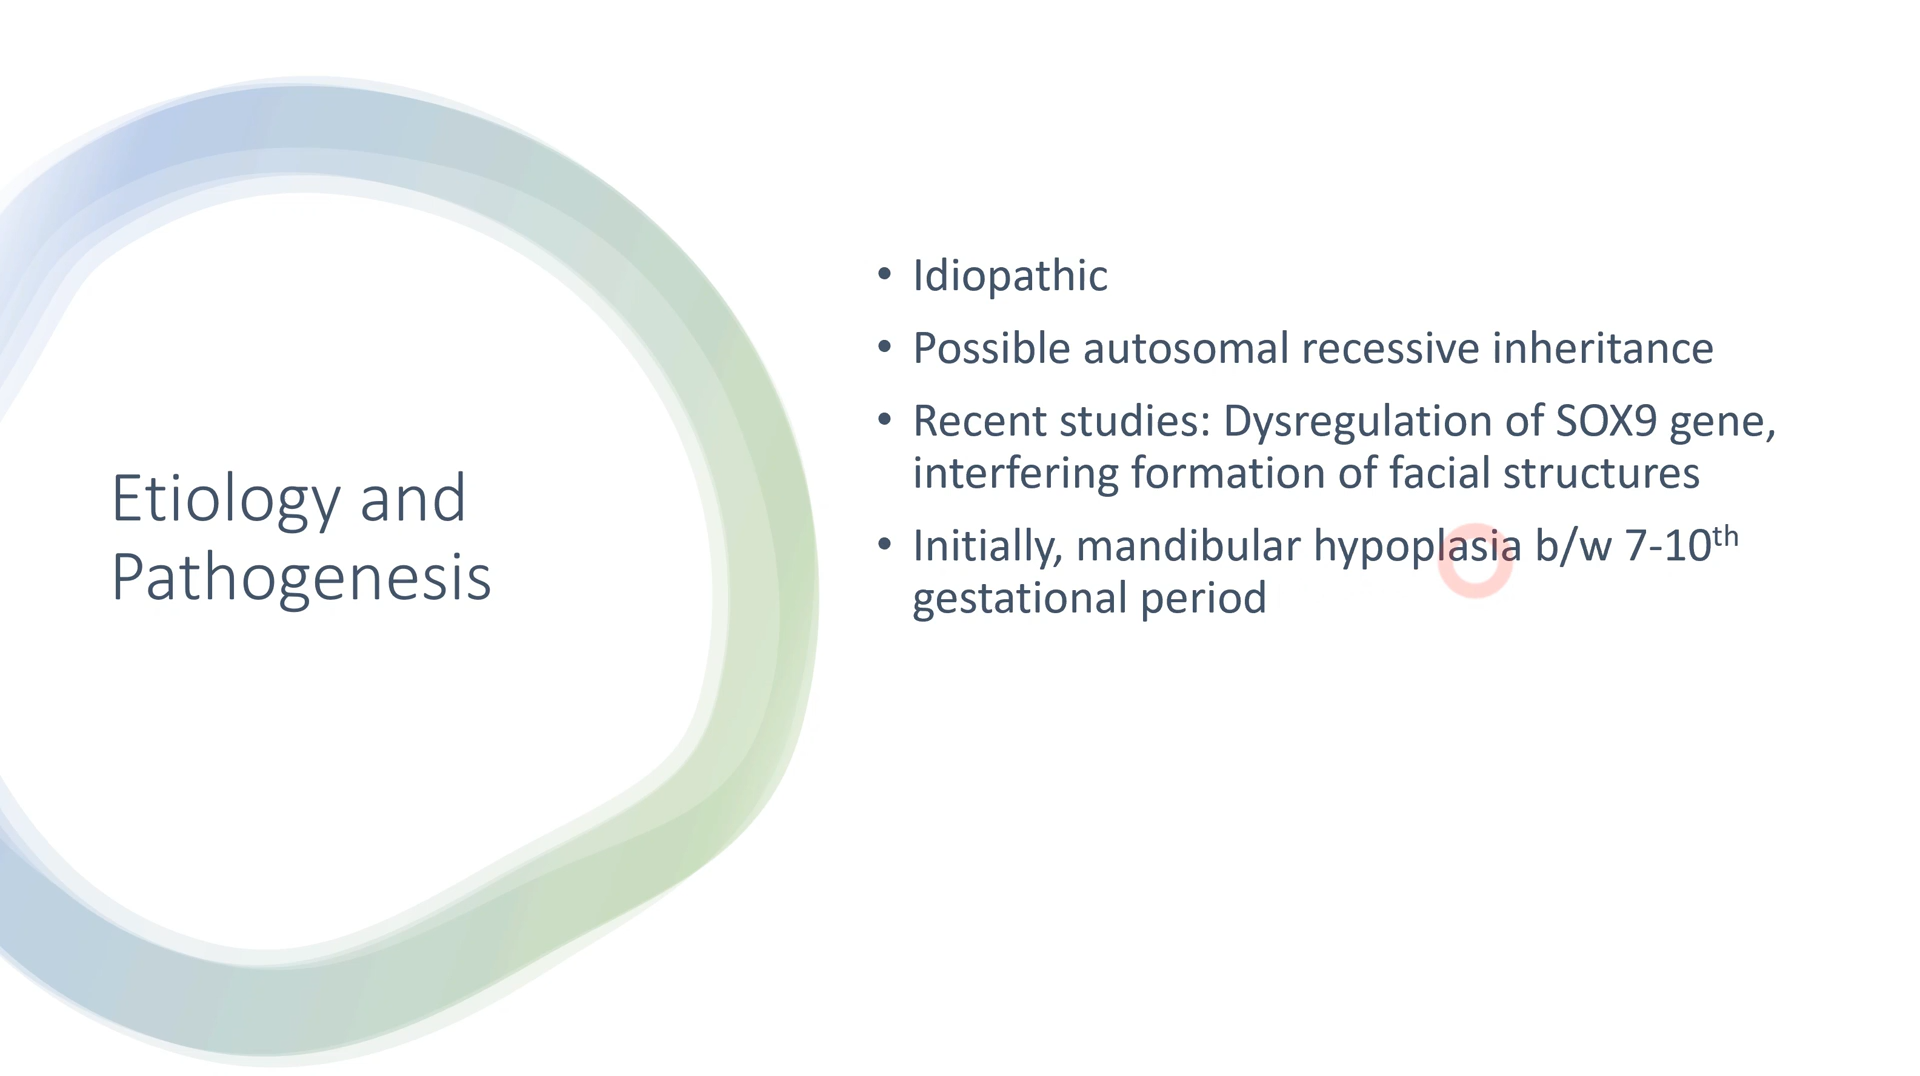 Etiology and
Pathogenesis
• Idiopathic
• Possible autosomal recessive inheritance
• Recent studies: Dysregulation of SOX9 gene,
interfering formation of facial structures
• Initially, mandibular hypoplasia b/w 7-10th
gestational period